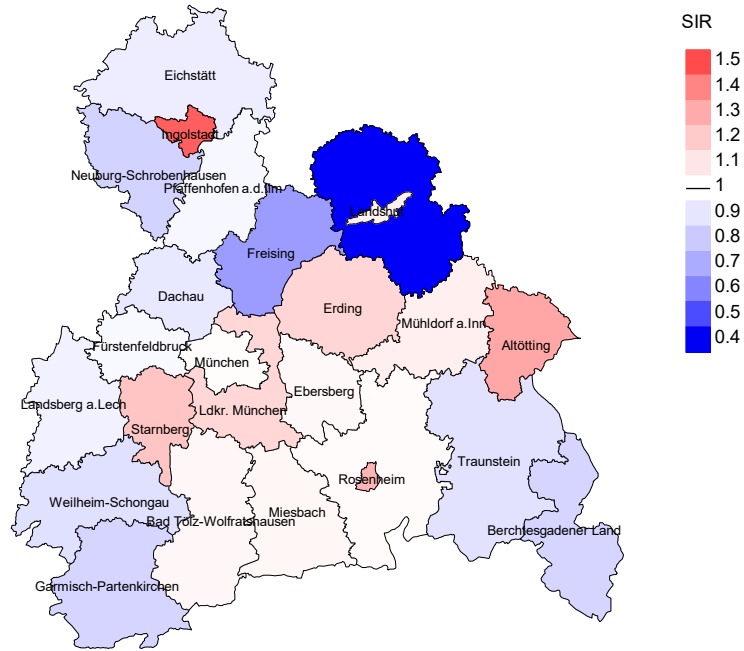 SIR
1.5
1.4
1.3
1.2
1.1
1
0.9
0.8
0.7
0.6
0.5
0.4
Eichstätt
Ingolstadt
Neuburg-Schrobenhausen
Pfaffenhofen a.d.Ilm
Landshut
Freising
Dachau
Erding
Mühldorf a.Inn
Altötting
Fürstenfeldbruck
München
Ebersberg
Landsberg a.Lech
Ldkr. München
Starnberg
Traunstein
Rosenheim
Weilheim-Schongau
Miesbach
Bad Tölz-Wolfratshausen
Berchtesgadener Land
Garmisch-Partenkirchen